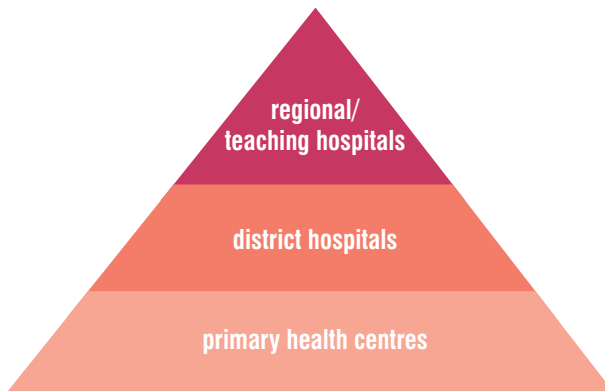 regional/
teaching hospitals
district hospitals
primary health centres